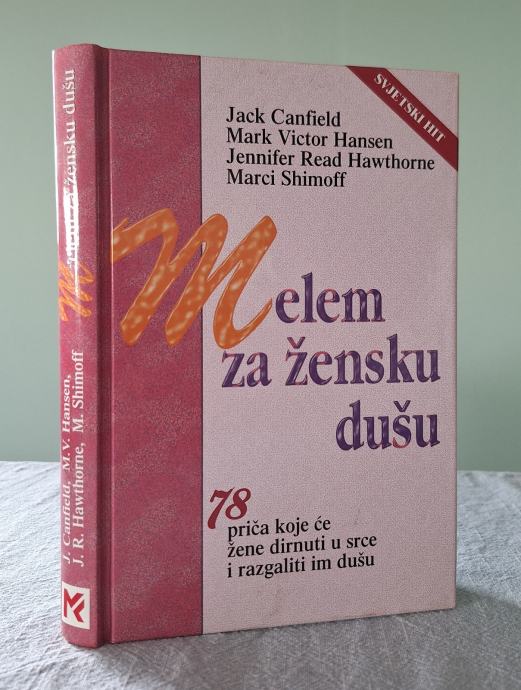 SVJETSKI HIT
Jack Canfield
Mark Victor Hansen
Jennifer Read Hawthorne
Marci Shimoff
Melem
za žensku
dušu
78
priča koje će
žene dirnuti u srce
i razgaliti im dušu
Melem za žensku dušu
J. Canfield, M.V. Hansen,
J. R. Hawthorne, M. Shimoff
MK